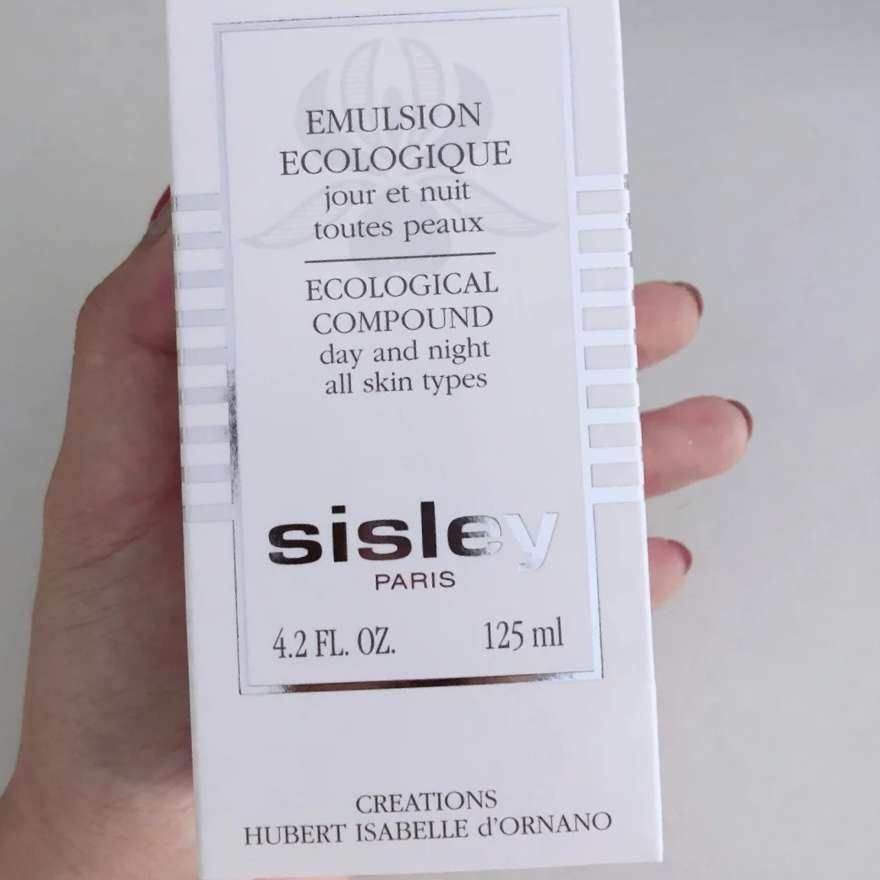 EMULSION
ECOLOGIQUE
jour et nuit
toutes peaux
ECOLOGICAL
COMPOUND
day and night
all skin types
sisley
PARIS
4.2 FL. OZ. 125 ml
CREATIONS
HUBERT ISABELLE d'ORNANO